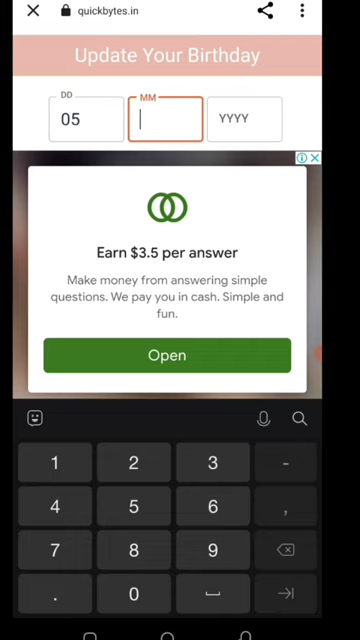 quickbytes.in
Update Your Birthday
DD
MM
05
YYYY
Earn $3.5 per answer
Make money from answering simple
questions. We pay you in cash. Simple and
fun.
Open
1 2 3 -
4 5 6 ,
7 8 9
. 0